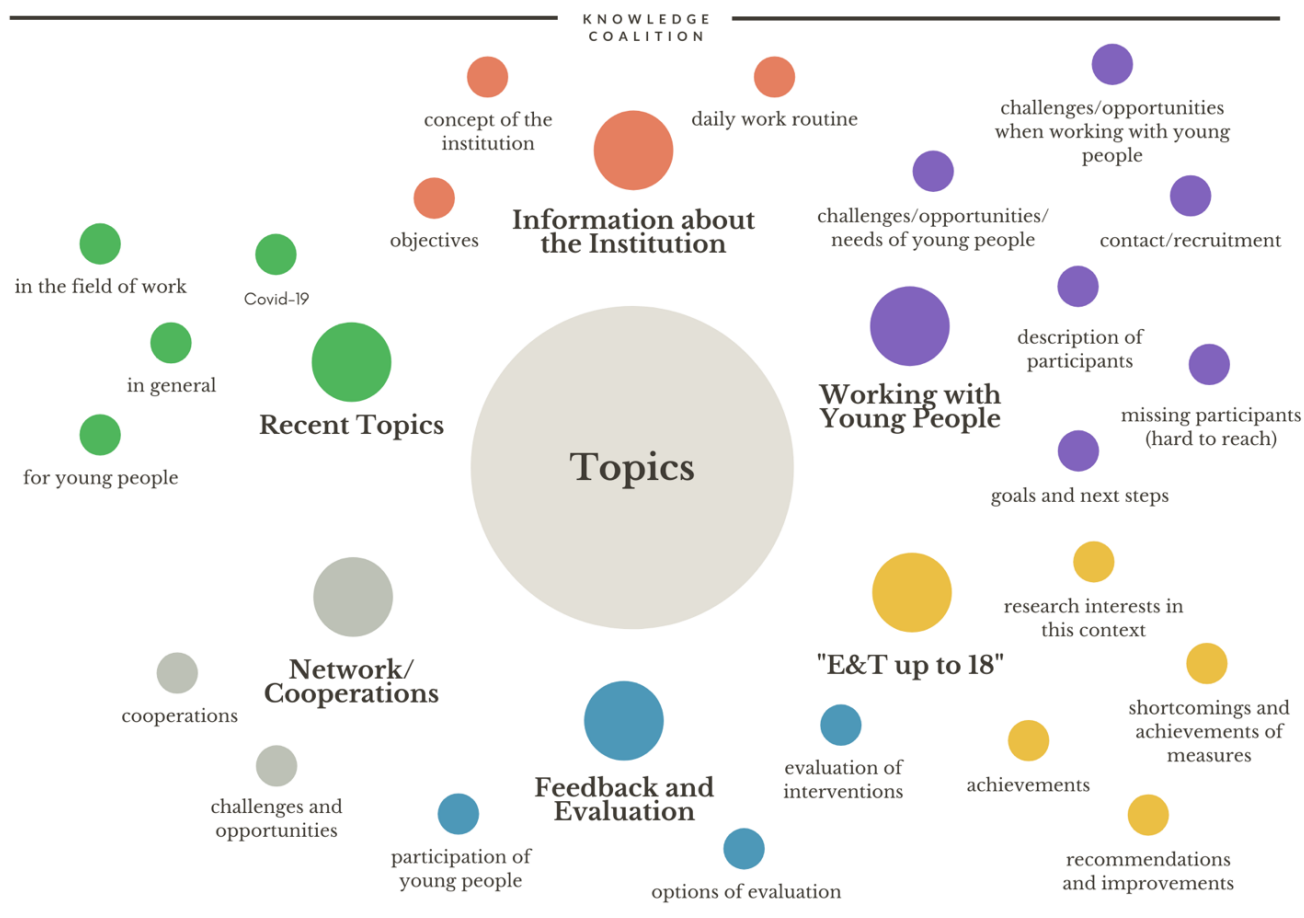 KNOWLEDGE
COALITION
concept of the
institution
daily work routine
objectives
Information about
the Institution
challenges/opportunities
when working with young
people
challenges/opportunities/
needs of young people
contact/recruitment
description of
participants
missing participants
(hard to reach)
Working with
Young People
goals and next steps
in the field of work
Covid-19
in general
Recent Topics
for young people
Topics
Network/
Cooperations
cooperations
challenges and
opportunities
Feedback and
Evaluation
participation of
young people
options of evaluation
evaluation of
interventions
"E&T up to 18"
research interests in
this context
shortcomings and
achievements of
measures
achievements
recommendations
and improvements